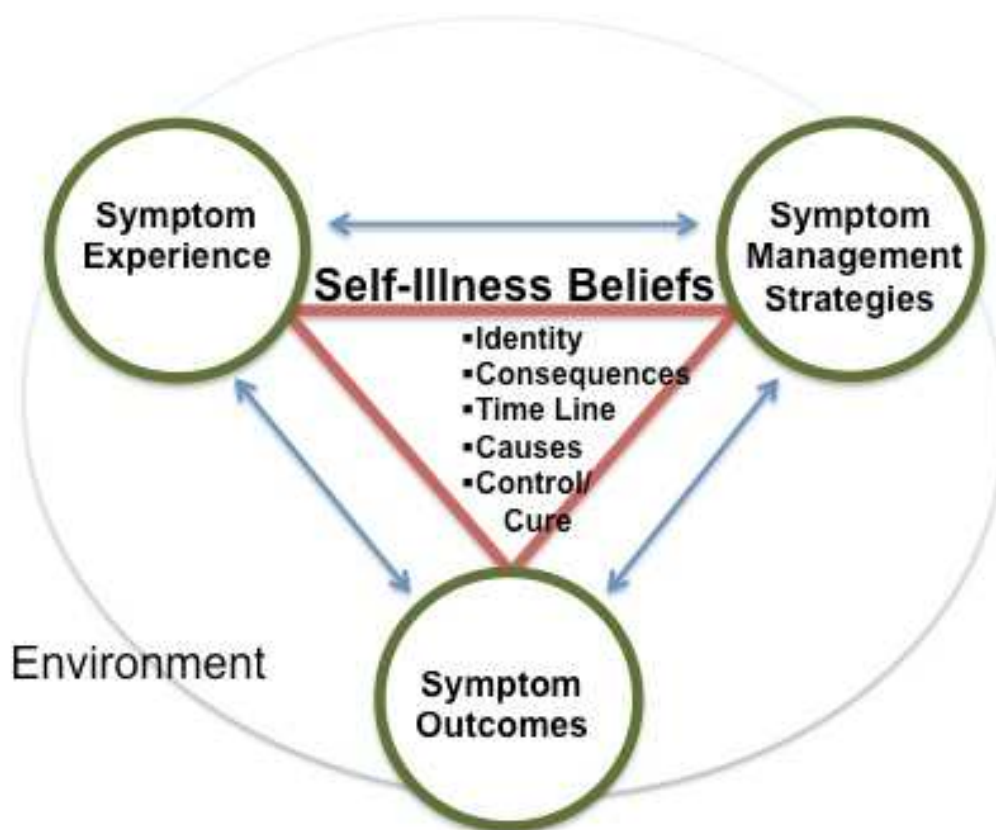 Symptom
Experience
Symptom
Management
Strategies
Self-Illness Beliefs
▪Identity
▪Consequences
▪Time Line
▪Causes
▪Control/
Cure
Environment
Symptom
Outcomes